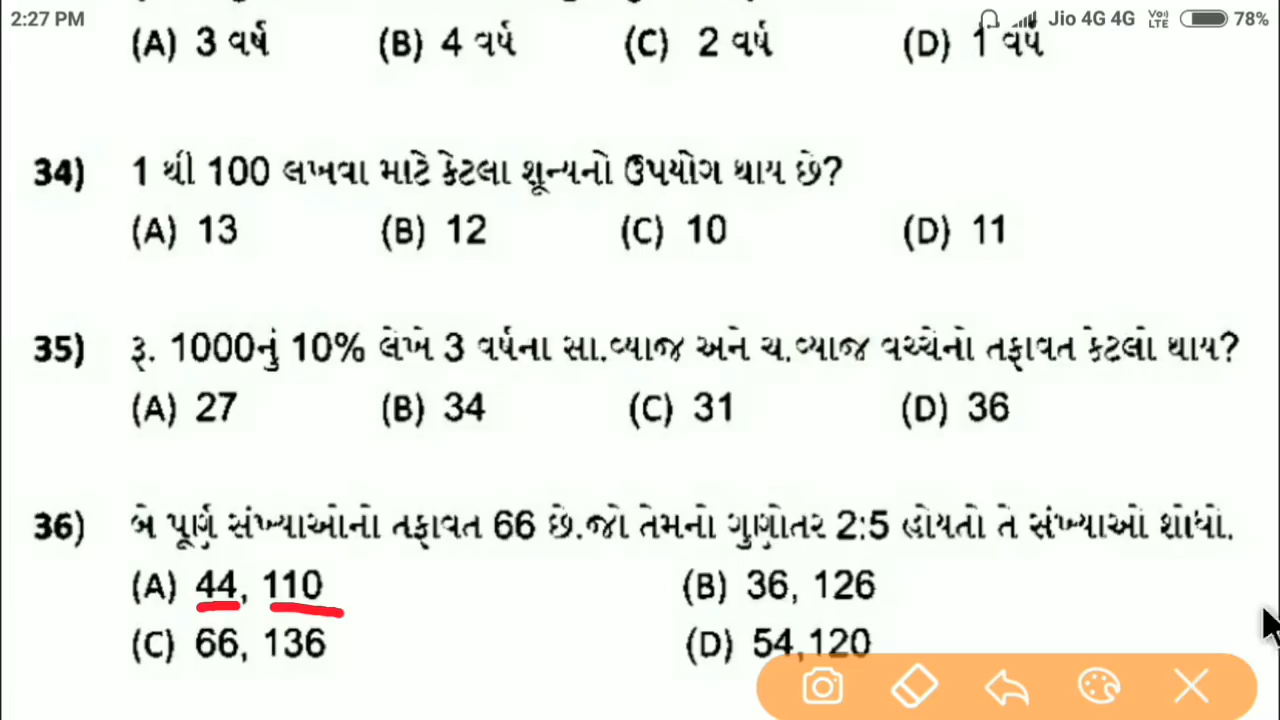 2:27 PM Jio 4G 4G VoLTE 78%
(A) 3 વર્ષ (B) 4 વર્ષ (C) 2 વર્ષ (D) 1 વર્ષ
34) 1 થી 100 લખવા માટે કેટલા શૂન્યનો ઉપયોગ થાય છે?
(A) 13 (B) 12 (C) 10 (D) 11
35) રૂ. 1000નું 10% લેખે 3 વર્ષના સા.વ્યાજ અને ચ.વ્યાજ વચ્ચેનો તફાવત કેટલો થાય?
(A) 27 (B) 34 (C) 31 (D) 36
36) બે પૂર્ણ સંખ્યાઓનો તફાવત 66 છે.જો તેમનો ગુણોતર 2:5 હોયતો તે સંખ્યાઓ શોધો.
(A) 44, 110 (B) 36, 126
(C) 66, 136 (D) 54,120